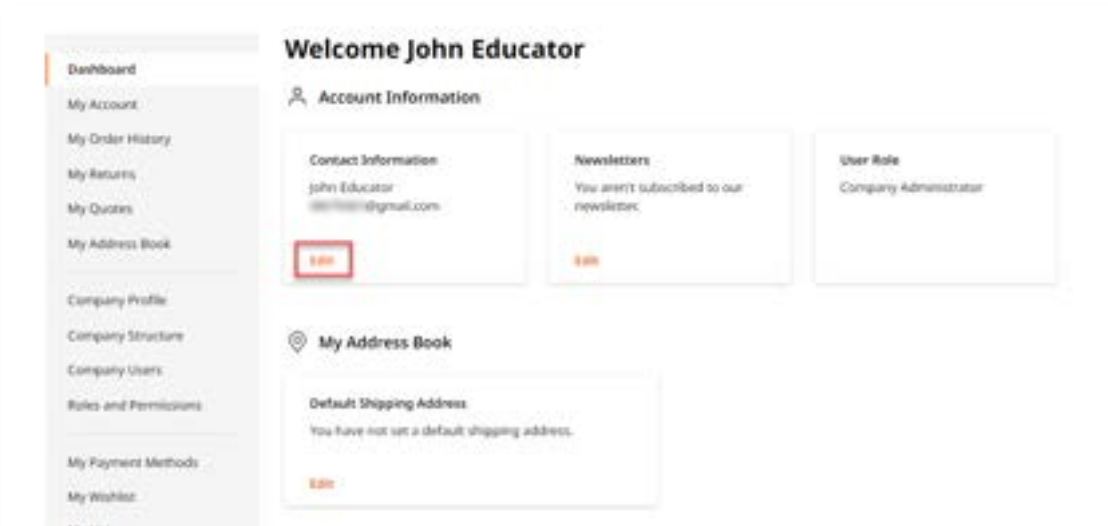 Dashboard
My Account
My Order History
My Returns
My Quotes
My Address Book
Company Profile
Company Structure
Company Users
Roles and Permissions
My Payment Methods
My Wishlist
Welcome John Educator
Account Information
Contact Information
John Educator
@gmail.com
Edit
Newsletters
You aren't subscribed to our
newsletter.
Edit
User Role
Company Administrator
My Address Book
Default Shipping Address
You have not set a default shipping address.
Edit